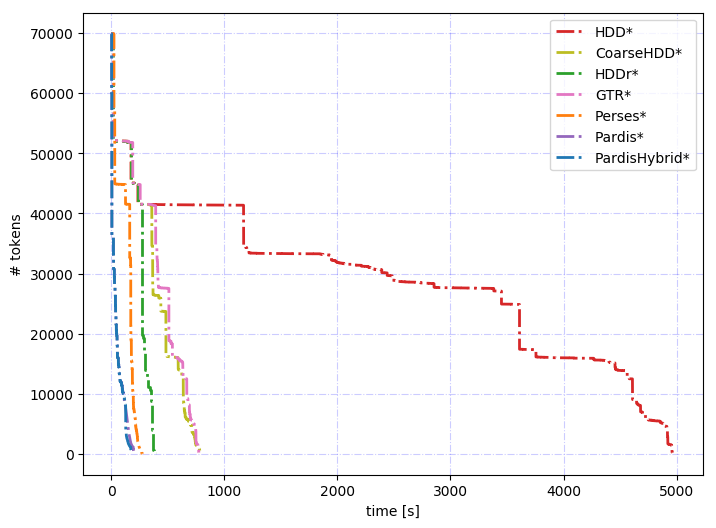 HDD*
CoarseHDD*
HDDr*
GTR*
Perses*
Pardis*
PardisHybrid*
70000
60000
50000
40000
30000
20000
10000
0
# tokens
0 1000 2000 3000 4000 5000
time [s]